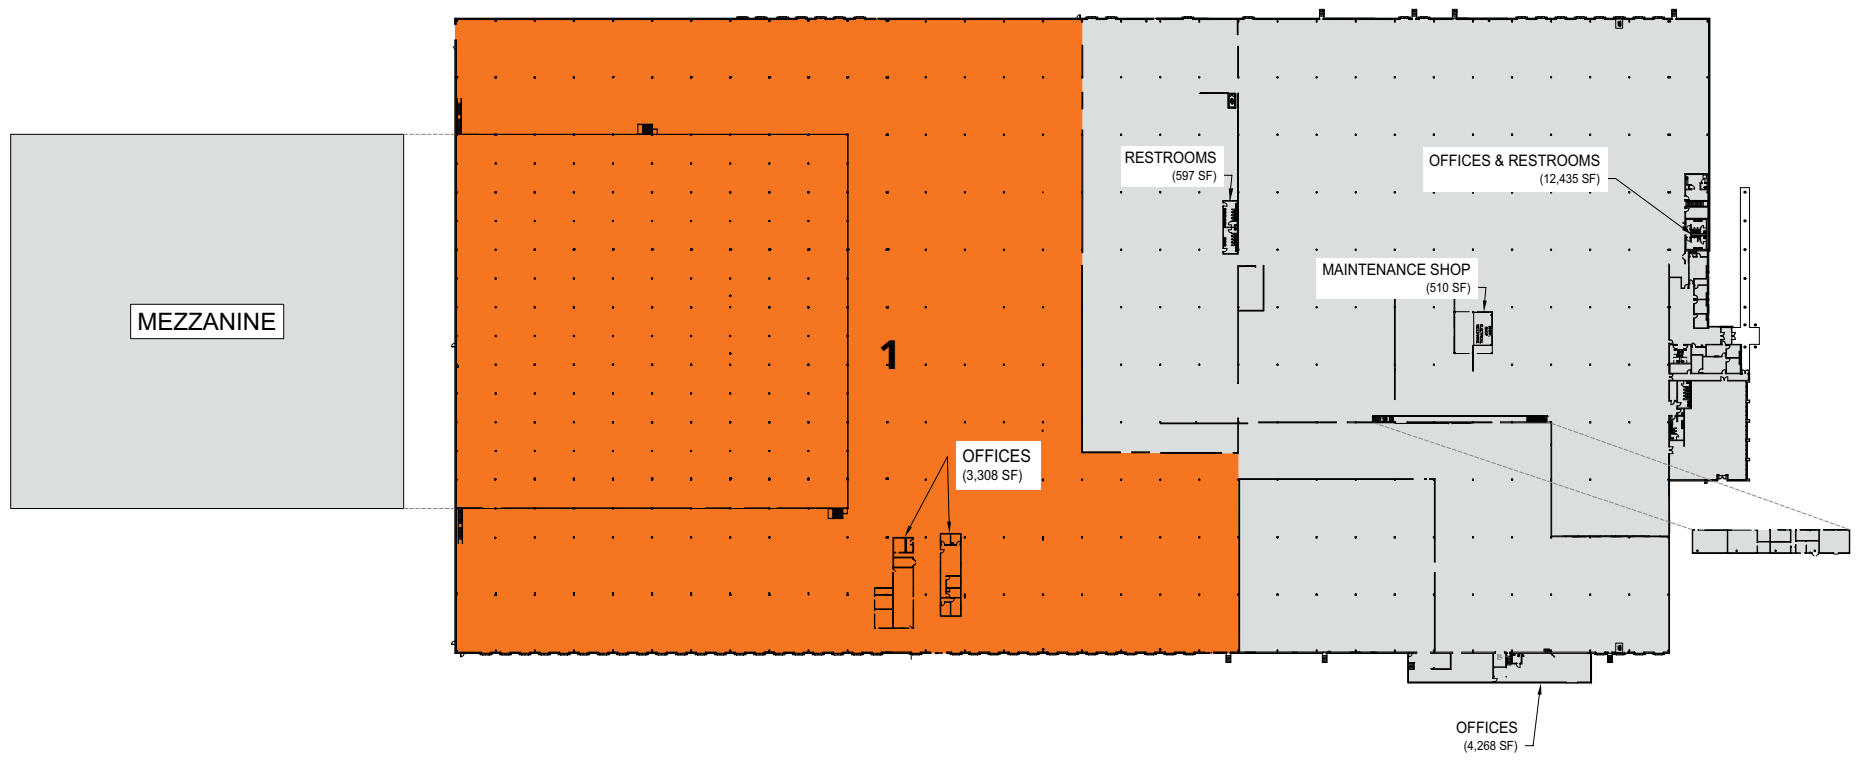 RESTROOMS
(597 SF)
OFFICES & RESTROOMS
(12,435 SF)
MAINTENANCE SHOP
(510 SF)
MEZZANINE
1
OFFICES
(3,308 SF)
OFFICES
(4,268 SF)